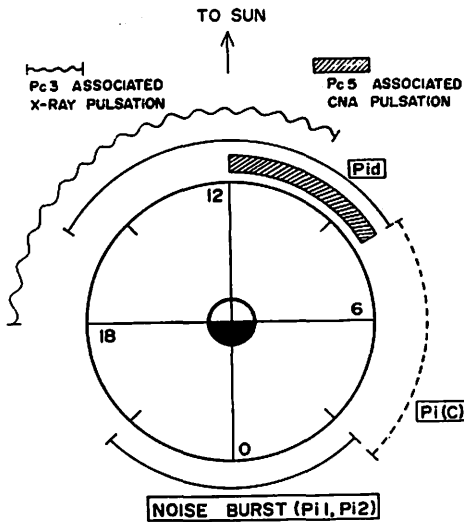 TO SUN
Pc3 ASSOCIATED
X-RAY PULSATION
Pc5 ASSOCIATED
CNA PULSATION
Pid
12
6
18
Pi(C)
0
NOISE BURST (Pi1, Pi2)